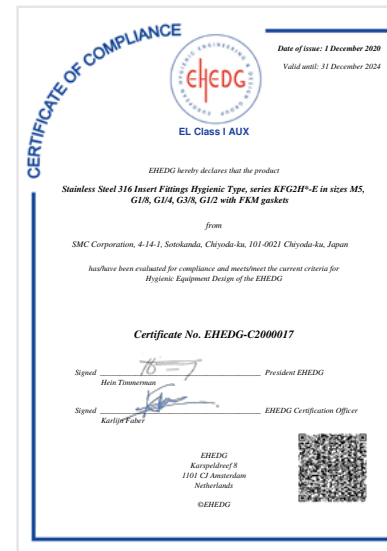 CERTIFICATE OF COMPLIANCE
EUROPEAN HYGIENIC ENGINEERING & DESIGN GROUP
EHEDG
EL Class I AUX
Date of issue: 1 December 2020
Valid until: 31 December 2024
EHEDG hereby declares that the product
Stainless Steel 316 Insert Fittings Hygienic Type, series KFG2H*-E in sizes M5,
G1/8, G1/4, G3/8, G1/2 with FKM gaskets
from
SMC Corporation, 4-14-1, Sotokanda, Chiyoda-ku, 101-0021 Chiyoda-ku, Japan
has/have been evaluated for compliance and meets/meet the current criteria for
Hygienic Equipment Design of the EHEDG
Certificate No. EHEDG-C2000017
Signed President EHEDG
Hein Timmerman
Signed EHEDG Certification Officer
Karlijn Faber
EHEDG
Karspeldreef 8
1101 CJ Amsterdam
Netherlands
©EHEDG